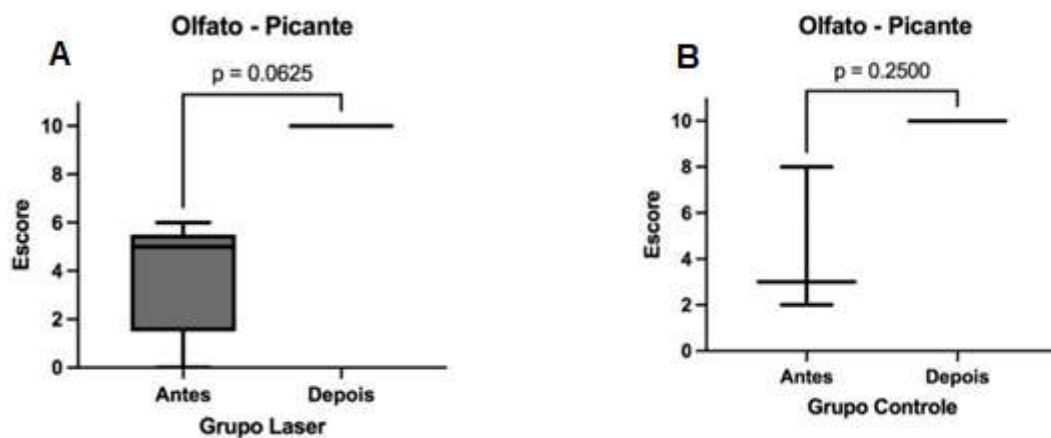 A
Olfato - Picante
p = 0.0625
10
8
6
4
2
0
Escore
Antes Depois
Grupo Laser
B
Olfato - Picante
p = 0.2500
10
8
6
4
2
0
Escore
Antes Depois
Grupo Controle